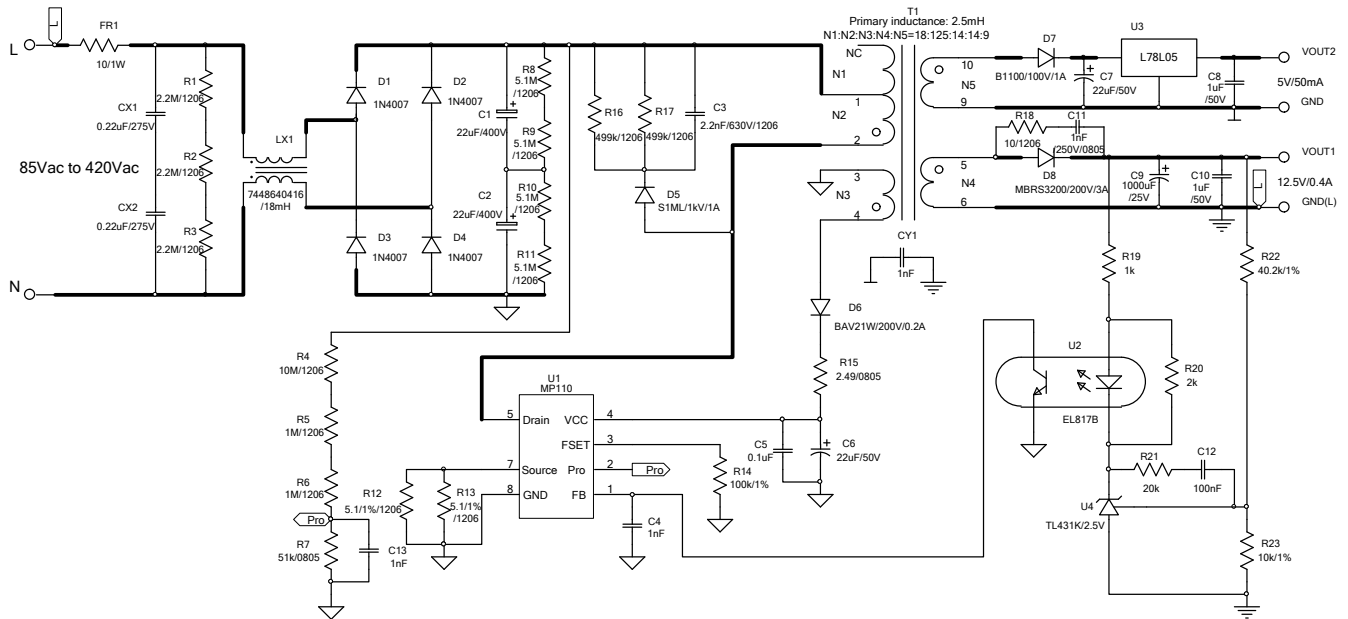 L
L
FR1
10/1W
CX1
0.22uF/275V
CX2
0.22uF/275V
R1
2.2M/1206
R2
2.2M/1206
R3
2.2M/1206
85Vac to 420Vac
N
LX1
7448640416
/18mH
D1
1N4007
D2
1N4007
D3
1N4007
D4
1N4007
C1
22uF/400V
C2
22uF/400V
R8
5.1M
/1206
R9
5.1M
/1206
R10
5.1M
/1206
R11
5.1M
/1206
R16
499k/1206
R17
499k/1206
C3
2.2nF/630V/1206
D5
S1ML/1kV/1A
T1
Primary inductance: 2.5mH
N1:N2:N3:N4:N5=18:125:14:14:9
NC
N1
1
N2
2
3
N3
4
10
N5
9
5
N4
6
D7
B1100/100V/1A
C7
22uF/50V
U3
L78L05
C8
1uF
/50V
VOUT2
5V/50mA
GND
R18
10/1206
C11
1nF
/250V/0805
D8
MBRS3200/200V/3A
C9
1000uF
/25V
C10
1uF
/50V
L
VOUT1
12.5V/0.4A
GND(L)
CY1
1nF
D6
BAV21W/200V/0.2A
R15
2.49/0805
R19
1k
R22
40.2k/1%
U2
EL817B
R20
2k
R21
20k
C12
100nF
U4
TL431K/2.5V
R23
10k/1%
R4
10M/1206
R5
1M/1206
R6
1M/1206
Pro
R7
51k/0805
C13
1nF
R12
5.1/1%/1206
R13
5.1/1%
/1206
U1
MP110
5 Drain VCC 4
FSET 3
7 Source Pro 2
8 GND FB 1
Pro
R14
100k/1%
C4
1nF
C5
0.1uF
C6
22uF/50V